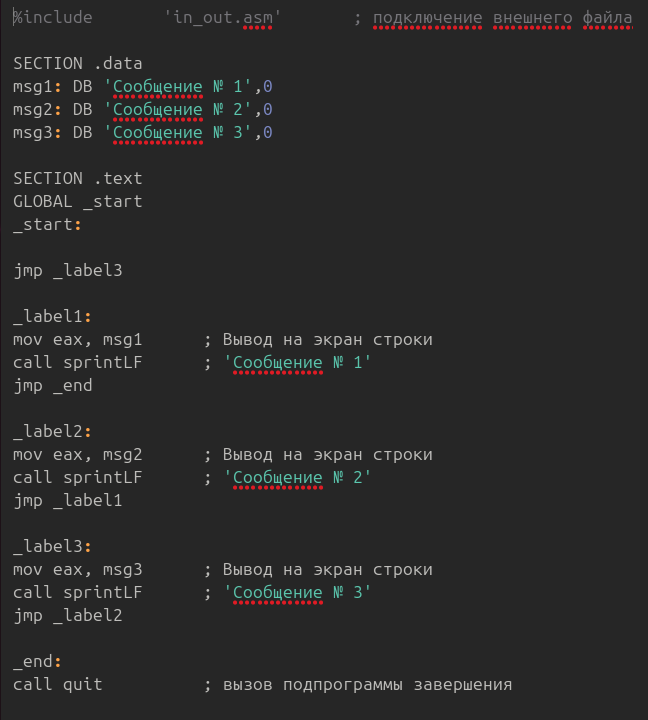 %include 'in_out.asm' ; подключение внешнего файла
SECTION .data
msg1: DB 'Сообщение № 1',0
msg2: DB 'Сообщение № 2',0
msg3: DB 'Сообщение № 3',0
SECTION .text
GLOBAL _start
_start:
jmp _label3
_label1:
mov eax, msg1 ; Вывод на экран строки
call sprintLF ; 'Сообщение № 1'
jmp _end
_label2:
mov eax, msg2 ; Вывод на экран строки
call sprintLF ; 'Сообщение № 2'
jmp _label1
_label3:
mov eax, msg3 ; Вывод на экран строки
call sprintLF ; 'Сообщение № 3'
jmp _label2
_end:
call quit ; вызов подпрограммы завершения